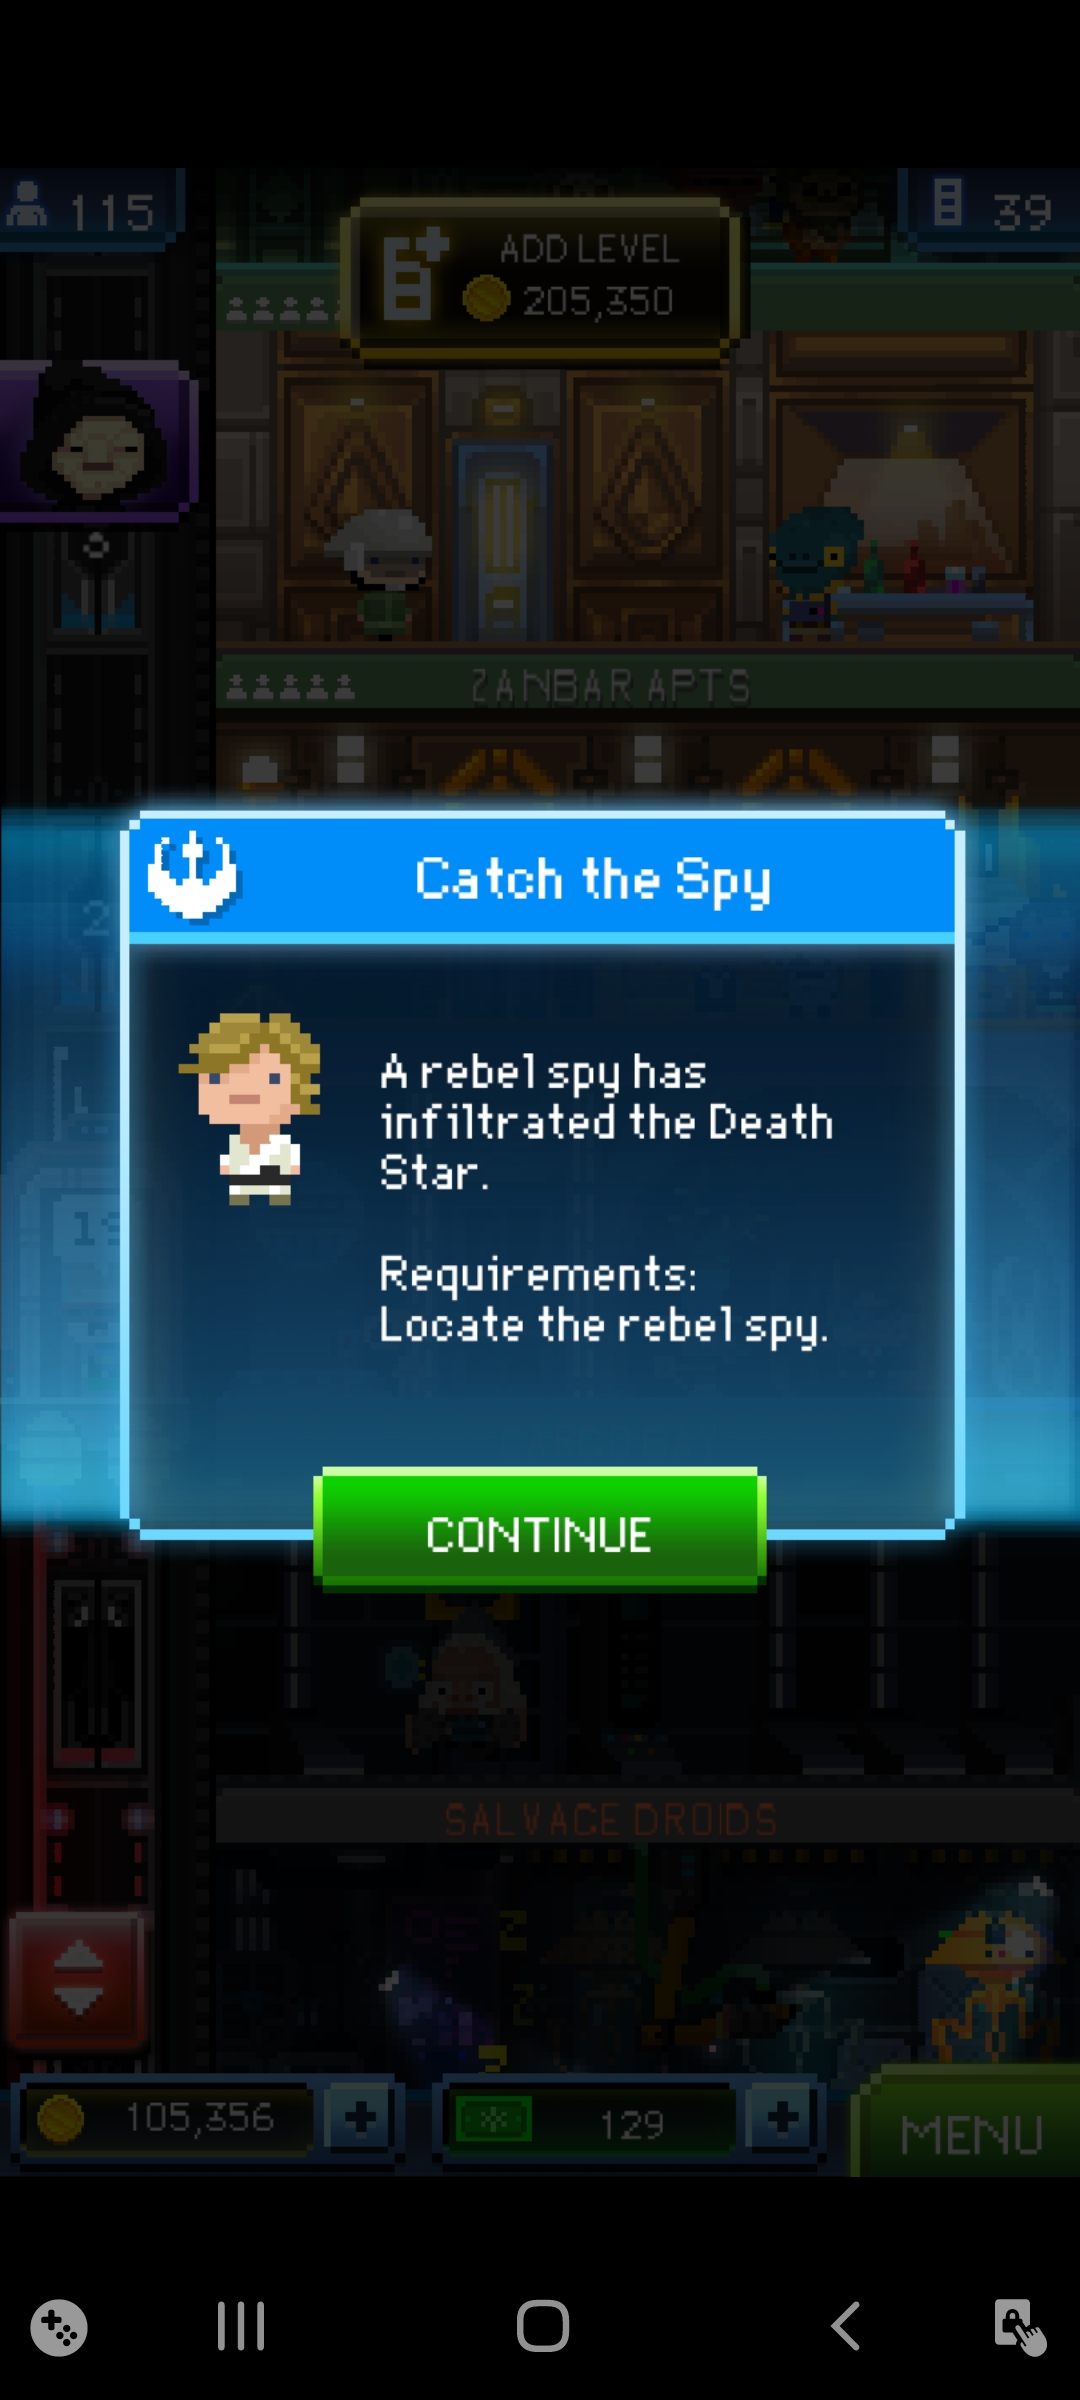 115
39
ADD LEVEL
205,350
ZANBAR APTS
Catch the Spy
A rebel spy has
infiltrated the Death
Star.
Requirements:
Locate the rebel spy.
CONTINUE
SALVAGE DROIDS
105,356
129
MENU